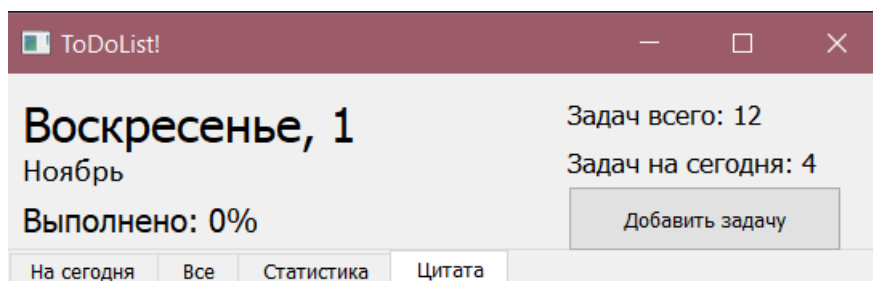 ToDoList!
Воскресенье, 1
Ноябрь
Выполнено: 0%
Задач всего: 12
Задач на сегодня: 4
Добавить задачу
На сегодня Все Статистика Цитата